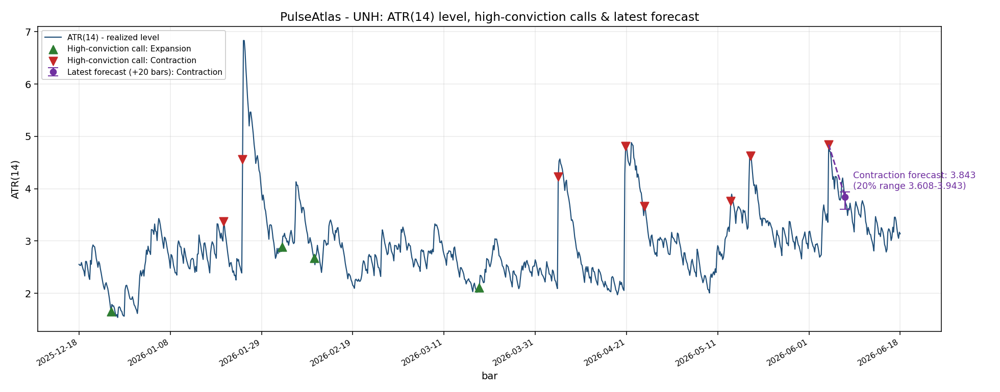 PulseAtlas - UNH: ATR(14) level, high-conviction calls & latest forecast
ATR(14) - realized level
High-conviction call: Expansion
High-conviction call: Contraction
Latest forecast (+20 bars): Contraction
7
6
5
4
3
2
ATR(14)
Contraction forecast: 3.843
(20% range 3.608-3.943)
2025-12-18
2026-01-08
2026-01-29
2026-02-19
2026-03-11
2026-03-31
2026-04-21
2026-05-11
2026-06-01
2026-06-18
bar